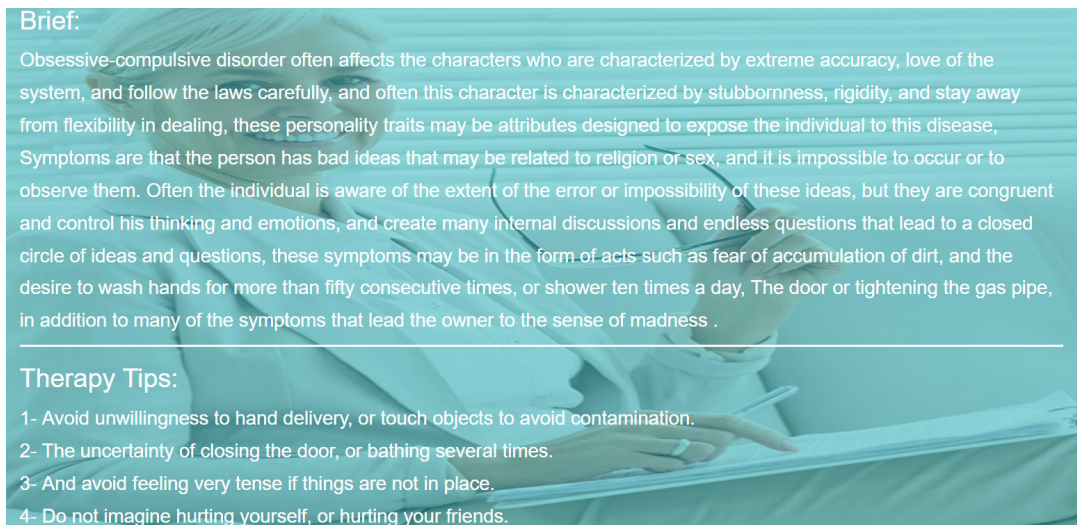 Brief:
Obsessive-compulsive disorder often affects the characters who are characterized by extreme accuracy, love of the
system, and follow the laws carefully, and often this character is characterized by stubbornness, rigidity, and stay away
from flexibility in dealing, these personality traits may be attributes designed to expose the individual to this disease,
Symptoms are that the person has bad ideas that may be related to religion or sex, and it is impossible to occur or to
observe them. Often the individual is aware of the extent of the error or impossibility of these ideas, but they are congruent
and control his thinking and emotions, and create many internal discussions and endless questions that lead to a closed
circle of ideas and questions, these symptoms may be in the form of acts such as fear of accumulation of dirt, and the
desire to wash hands for more than fifty consecutive times, or shower ten times a day, The door or tightening the gas pipe,
in addition to many of the symptoms that lead the owner to the sense of madness .
Therapy Tips:
1- Avoid unwillingness to hand delivery, or touch objects to avoid contamination.
2- The uncertainty of closing the door, or bathing several times.
3- And avoid feeling very tense if things are not in place.
4- Do not imagine hurting yourself, or hurting your friends.